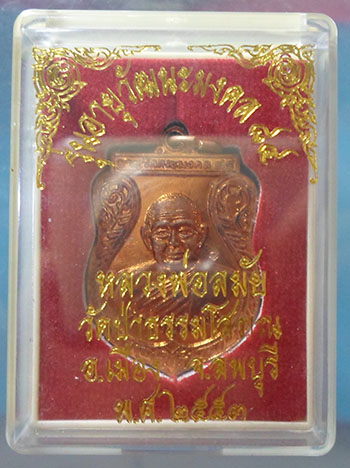 รุ่นอายุวัฒนะมงคล ๘๕
หลวงพ่อสมัย
วัดป่าธรรมโสภณ
อ.เมือง จ.ลพบุรี
พ.ศ.๒๕๕๓